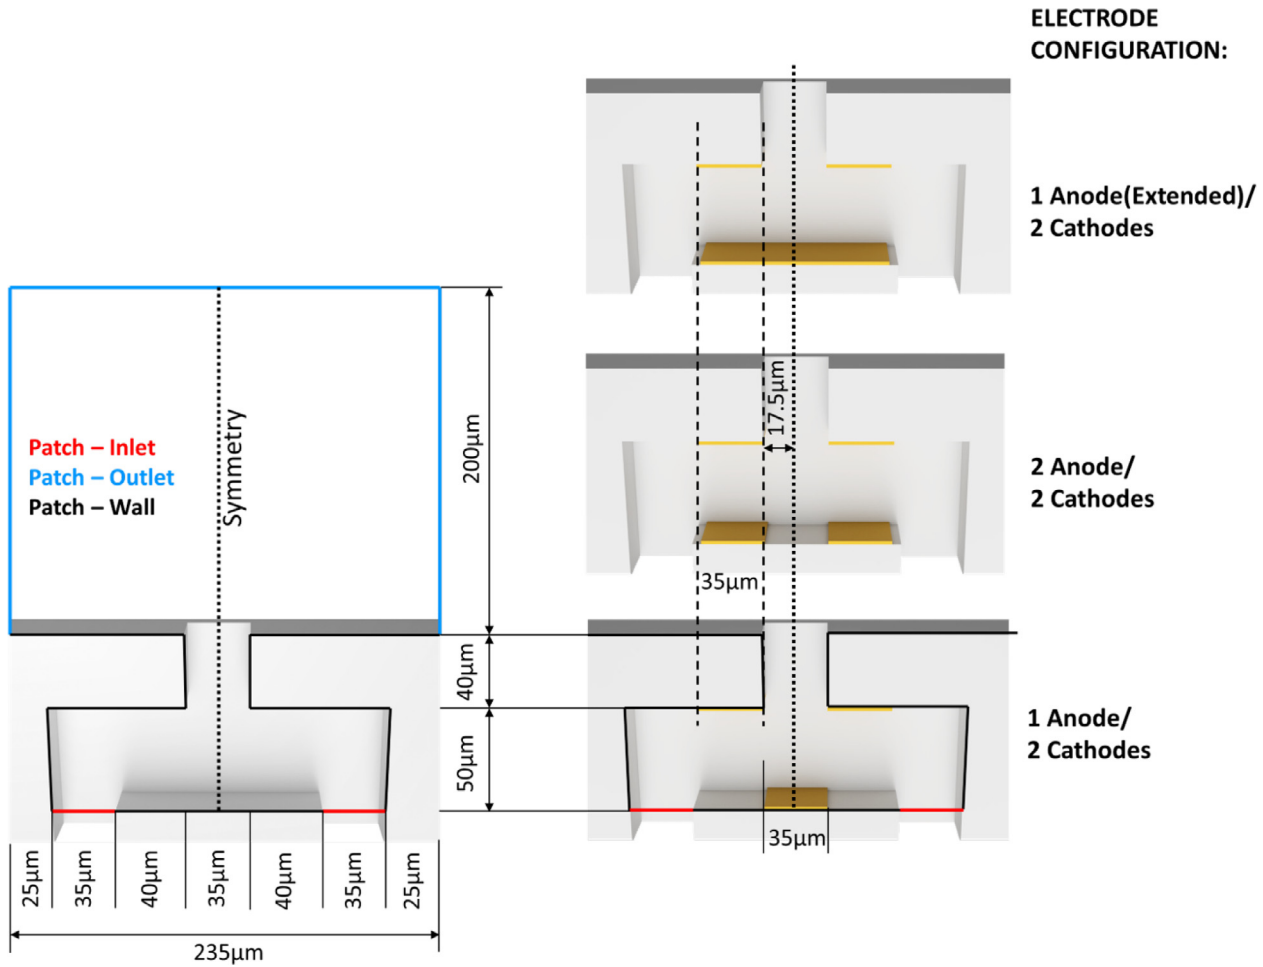 ELECTRODE
CONFIGURATION:
1 Anode(Extended)/
2 Cathodes
17.5µm
2 Anode/
2 Cathodes
35µm
Patch – Inlet
Patch – Outlet
Patch – Wall
Symmetry
200µm
40µm
50µm
1 Anode/
2 Cathodes
35µm
25µm
35µm
40µm
35µm
40µm
35µm
25µm
235µm